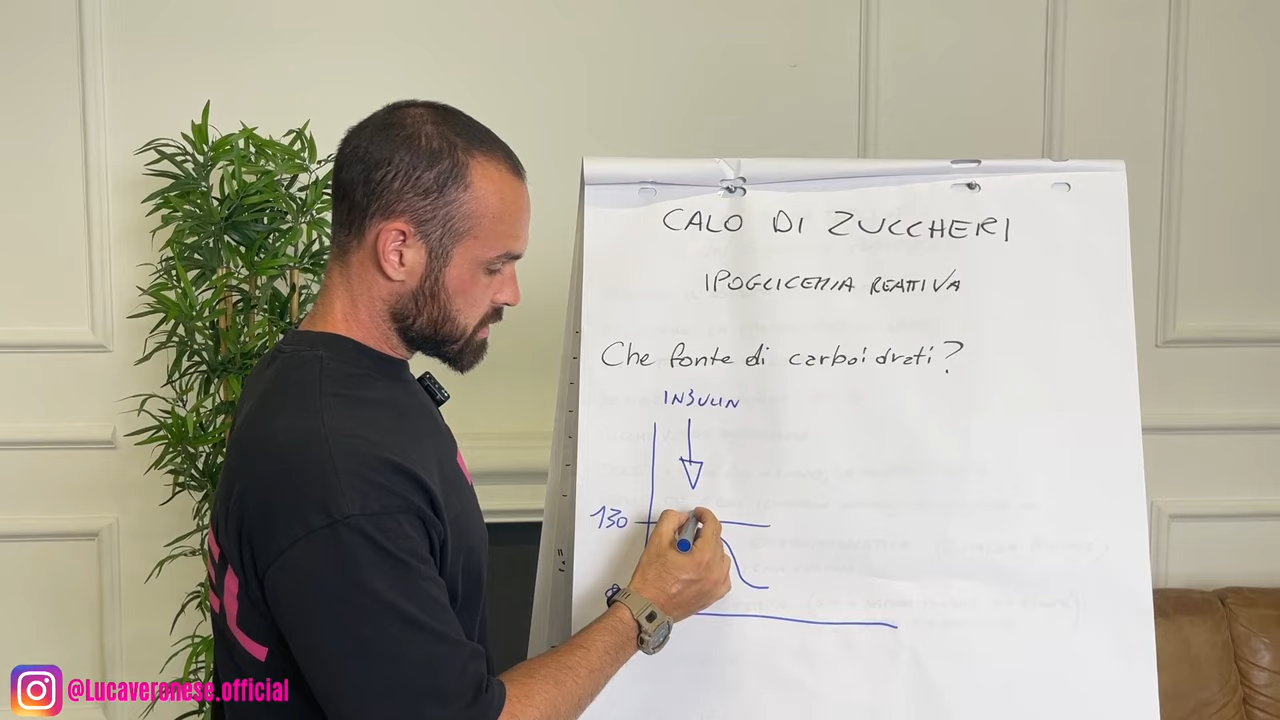 CALO DI ZUCCHERI
IPOGLICEMIA REATTIVA
Che fonte di carboidrati?
INSULIN
130
@Lucaveronese.official